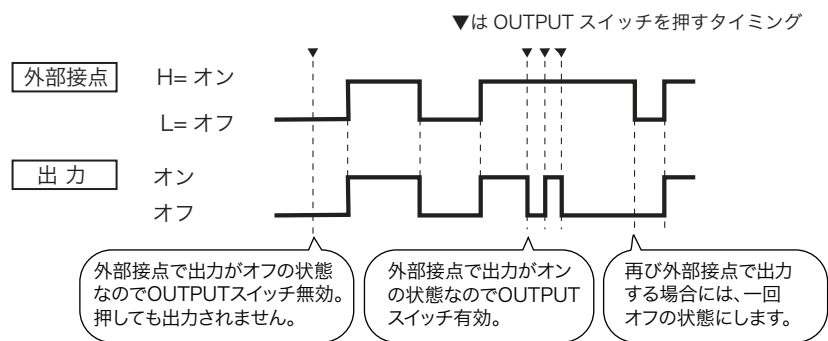 ▼は OUTPUT スイッチを押すタイミング
外部接点
H= オン
L= オフ
出 力
オン
オフ
外部接点で出力がオフの状態
なのでOUTPUTスイッチ無効。
押しても出力されません。
外部接点で出力がオン
の状態なのでOUTPUT
スイッチ有効。
再び外部接点で出力
する場合には、一回
オフの状態にします。